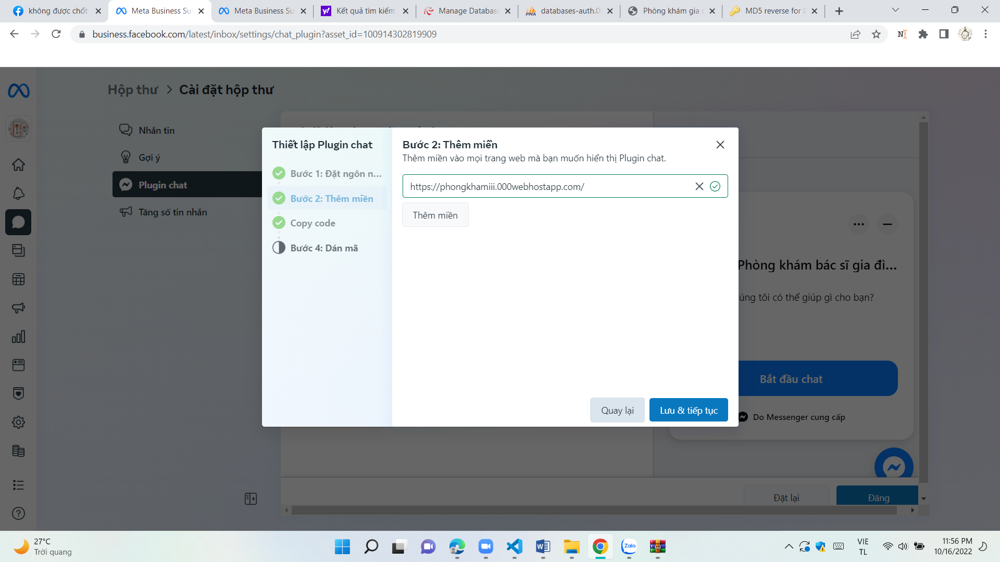 không được chốt
Meta Business Su
Meta Business Su
Kết quả tìm kiếm
Manage Database
databases-auth.0
Phòng khám gia
MD5 reverse for 8
business.facebook.com/latest/inbox/settings/chat_plugin?asset_id=100914302819909
Hộp thư > Cài đặt hộp thư
Nhắn tin
Gợi ý
Plugin chat
Tăng số tin nhắn
Thiết lập Plugin chat
Bước 1: Đặt ngôn n...
Bước 2: Thêm miền
Copy code
Bước 4: Dán mã
Bước 2: Thêm miền
Thêm miền vào mọi trang web mà bạn muốn hiển thị Plugin chat.
https://phongkhamiii.000webhostapp.com/
Thêm miền
Quay lại
Lưu & tiếp tục
Phòng khám bác sĩ gia đì...
úng tôi có thể giúp gì cho bạn?
Bắt đầu chat
Do Messenger cung cấp
Đặt lại
Đăng
27°C
Trời quang
Zalo
VIE
TL
11:56 PM
10/16/2022